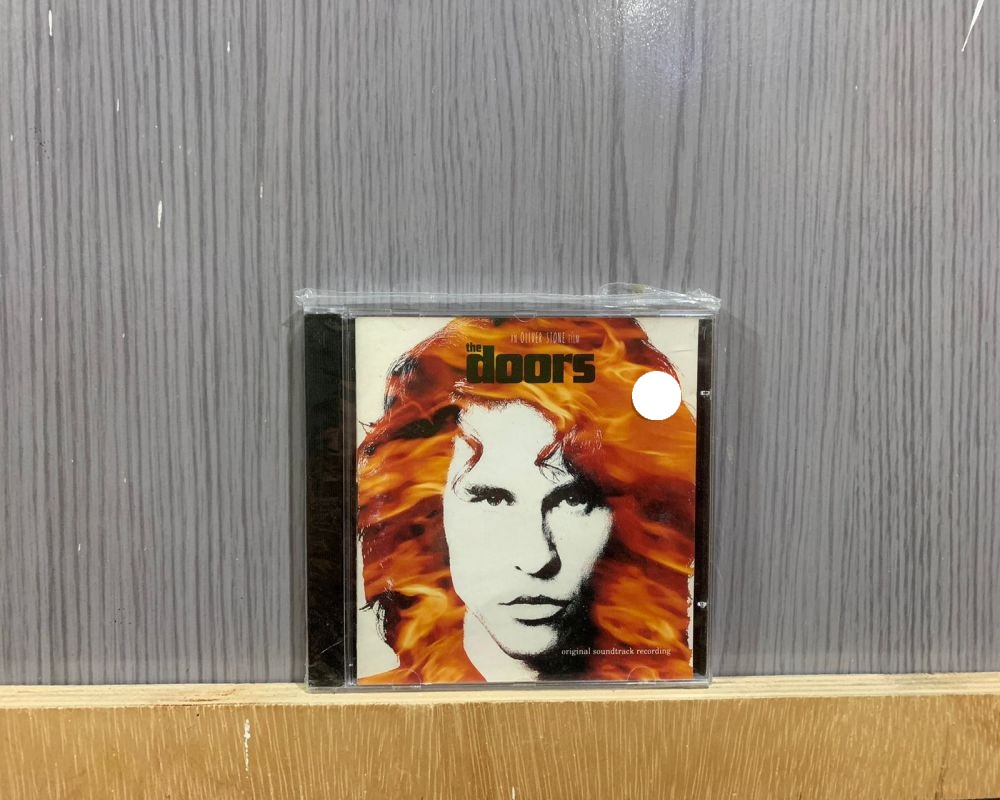 AN OLIVER STONE FILM
the
doors
original soundtrack recording